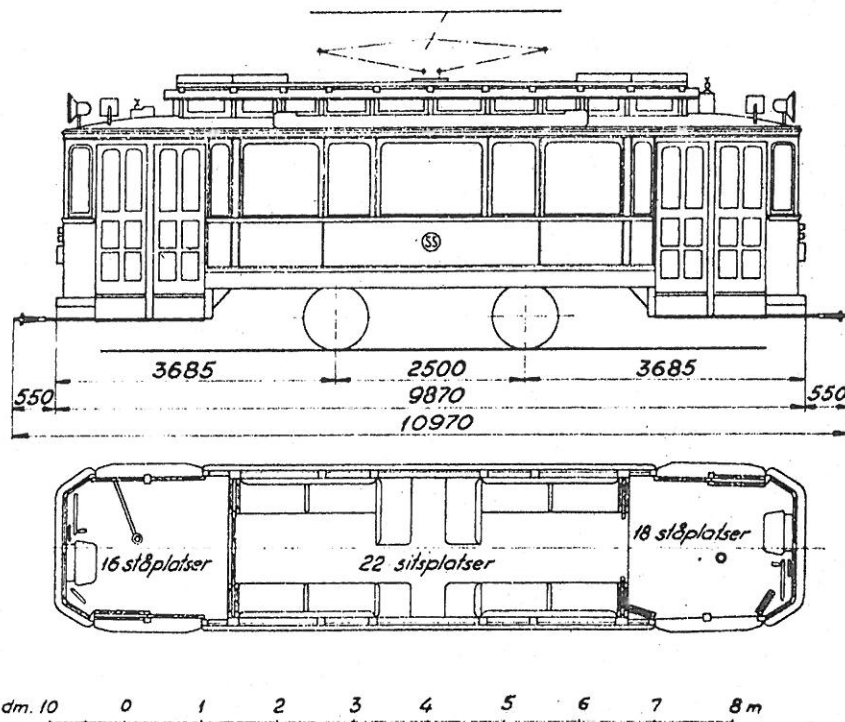 SS
3685 2500 3685
550 9870 550
10970
16 ståplatser 22 sitsplatser 18 ståplatser
dm. 10 0 1 2 3 4 5 6 7 8 m